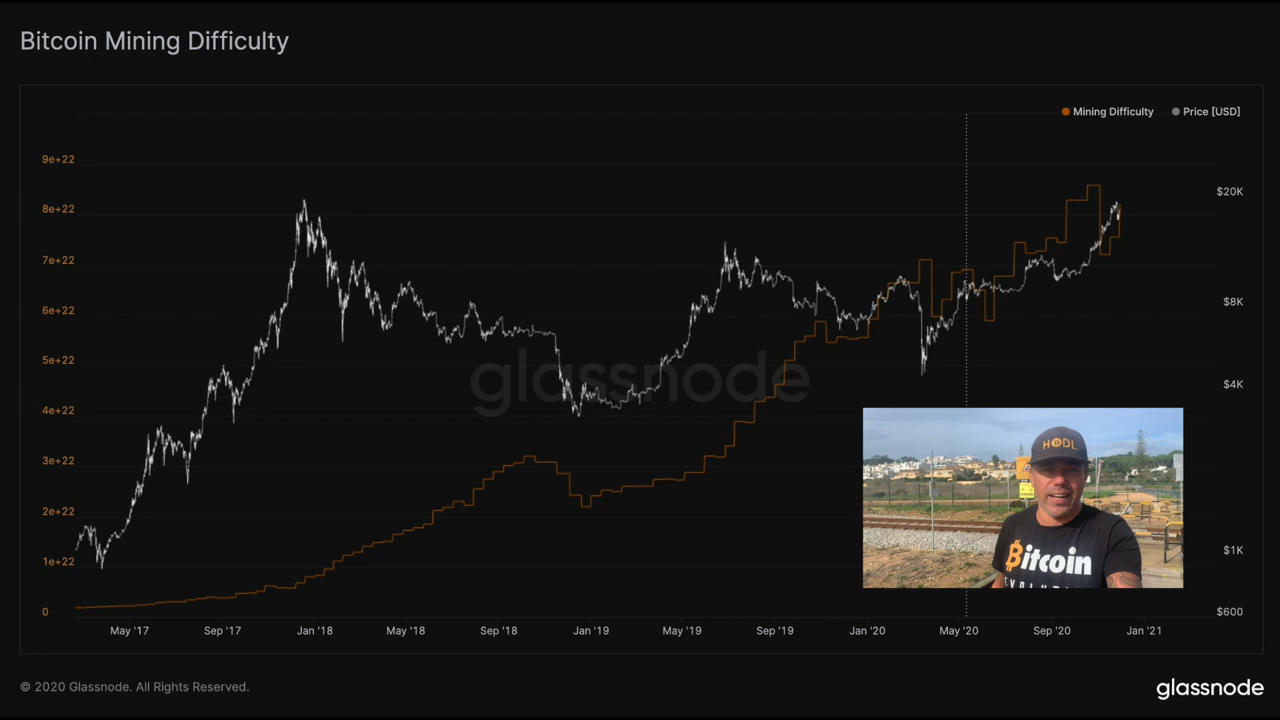 Bitcoin Mining Difficulty
Mining Difficulty
Price [USD]
9e+22
8e+22
7e+22
6e+22
5e+22
4e+22
3e+22
2e+22
1e+22
0
$20K
$8K
$4K
$1K
$600
glassnode
HODL
Bitcoin
May '17
Sep '17
Jan '18
May '18
Sep '18
Jan '19
May '19
Sep '19
Jan '20
May '20
Sep '20
Jan '21
© 2020 Glassnode. All Rights Reserved.
glassnode